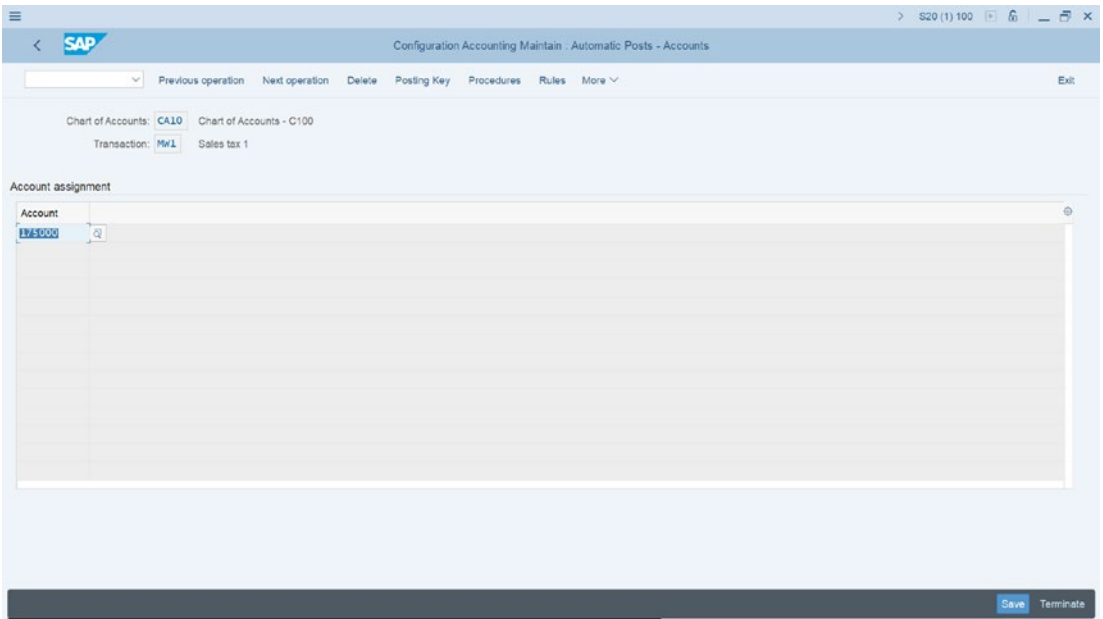 S20 (1) 100
SAP
Configuration Accounting Maintain : Automatic Posts - Accounts
Previous operation Next operation Delete Posting Key Procedures Rules More Exit
Chart of Accounts: CA10 Chart of Accounts - C100
Transaction: MW1 Sales tax 1
Account assignment
Account
175000
Save Terminate